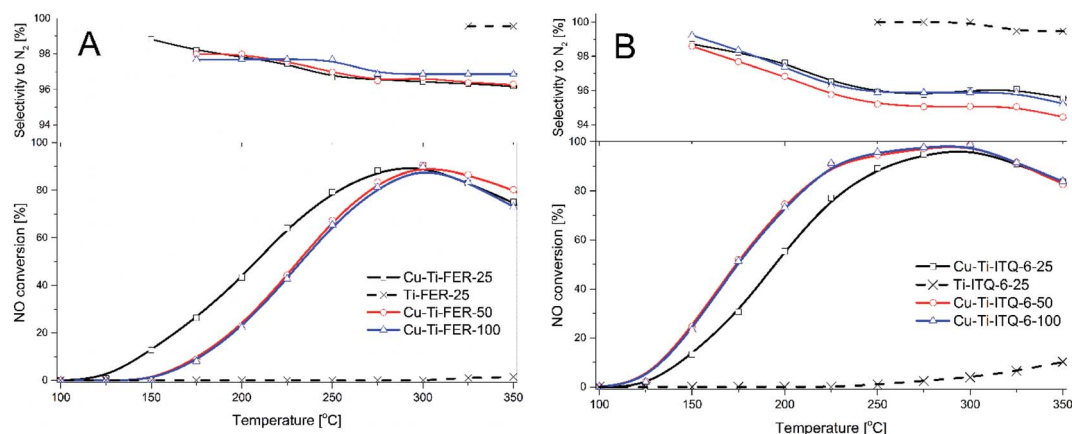 A
Selectivity to N2 [%]
100
98
96
94
NO conversion [%]
100
80
60
40
20
0
Cu-Ti-FER-25
Ti-FER-25
Cu-Ti-FER-50
Cu-Ti-FER-100
100
150
200
250
300
350
Temperature [°C]
B
Selectivity to N2 [%]
100
98
96
94
NO conversion [%]
100
80
60
40
20
0
Cu-Ti-ITQ-6-25
Ti-ITQ-6-25
Cu-Ti-ITQ-6-50
Cu-Ti-ITQ-6-100
100
150
200
250
300
350
Temperature [°C]